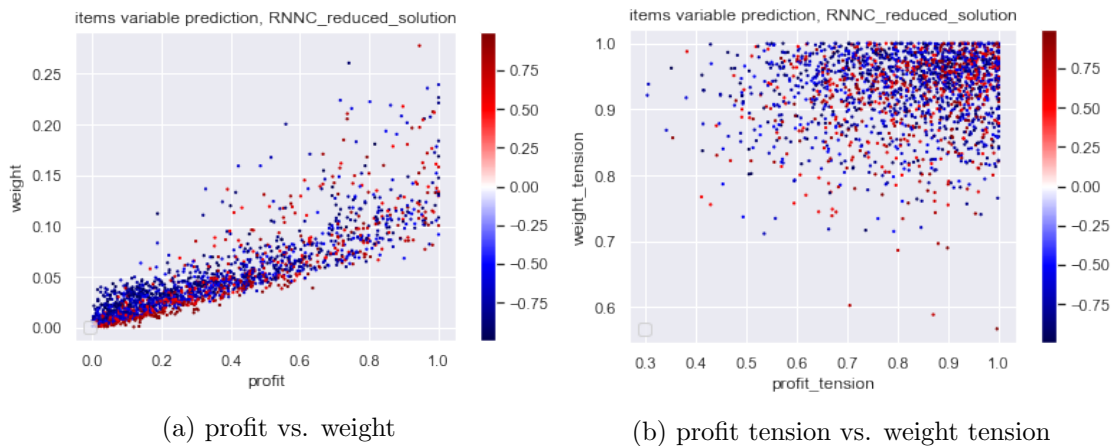 items variable prediction, RNNC_reduced_solution
0.25
0.20
0.15
0.10
0.05
0.00
weight
0.0 0.2 0.4 0.6 0.8 1.0
profit
0.75
0.50
0.25
0.00
−0.25
−0.50
−0.75
(a) profit vs. weight
items variable prediction, RNNC_reduced_solution
1.0
0.9
0.8
0.7
0.6
weight_tension
0.3 0.4 0.5 0.6 0.7 0.8 0.9 1.0
profit_tension
0.75
0.50
0.25
0.00
−0.25
−0.50
−0.75
(b) profit tension vs. weight tension